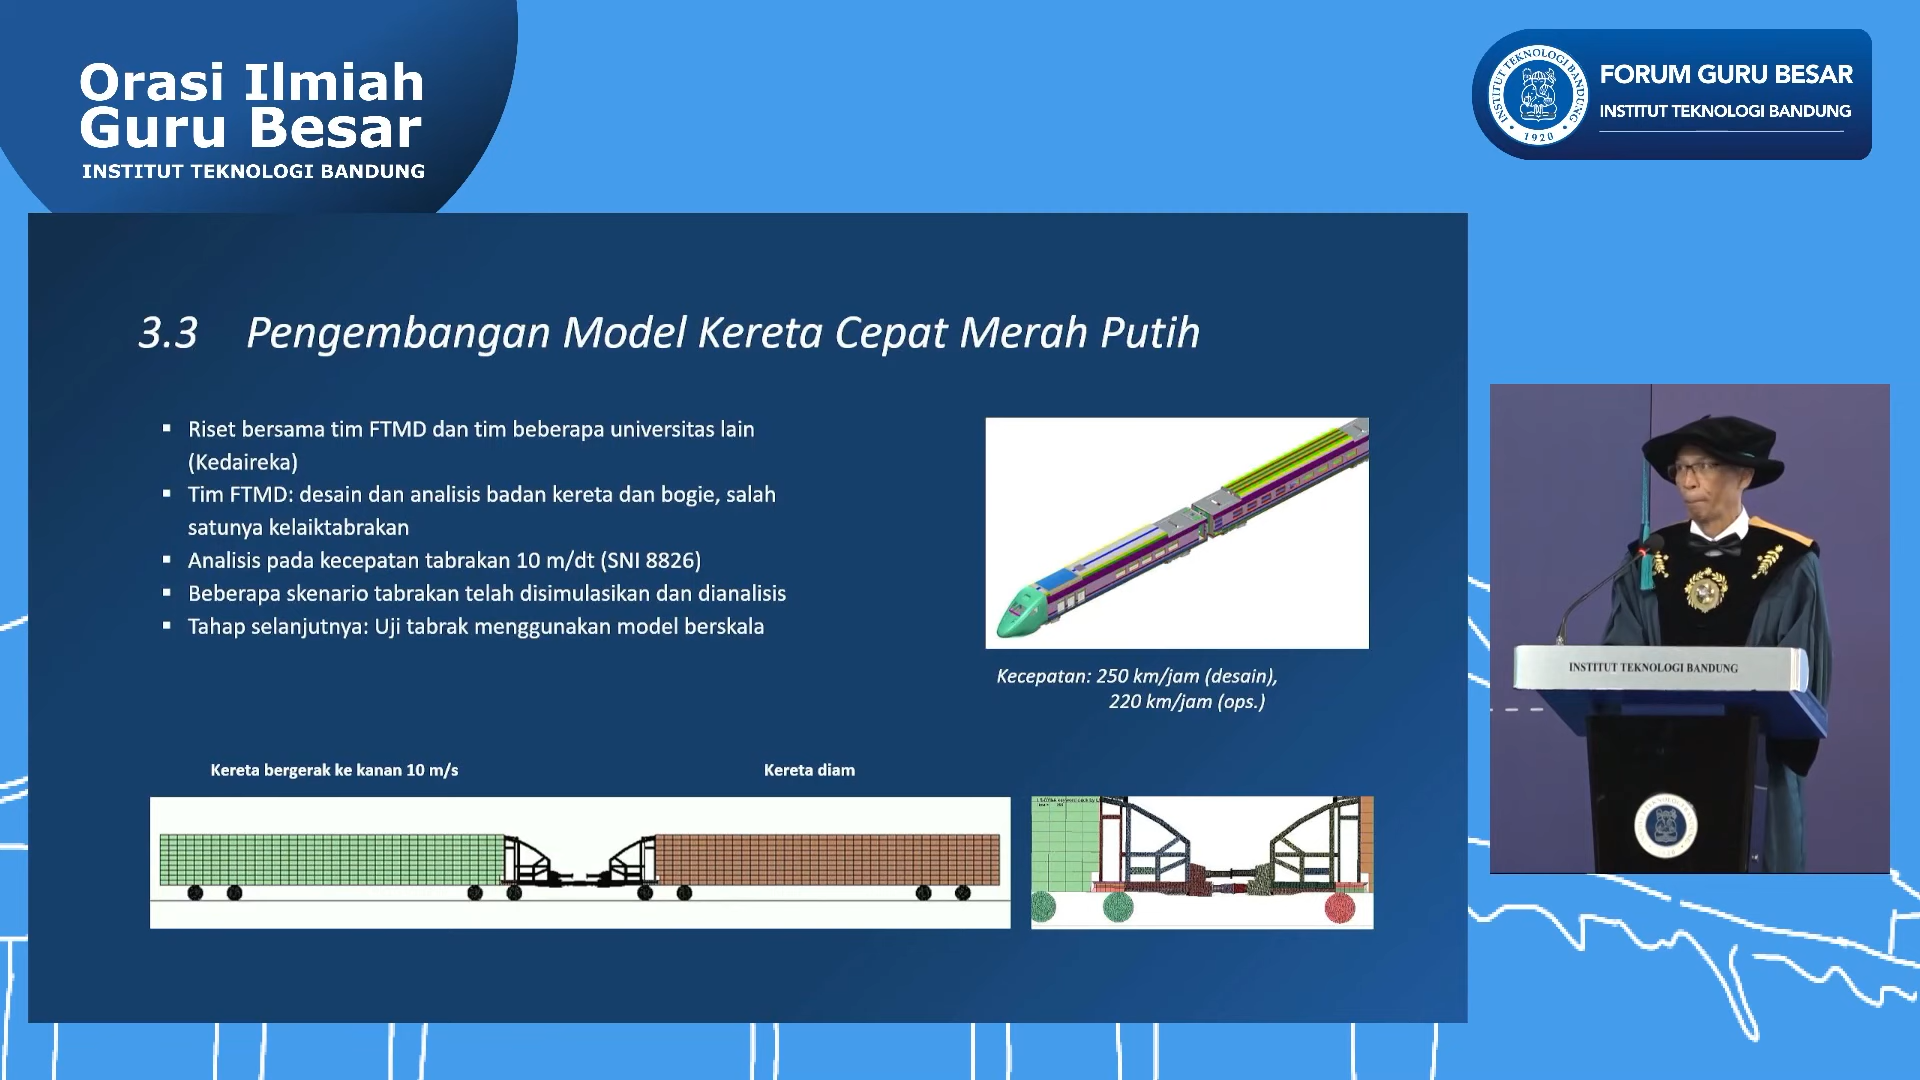 Orasi Ilmiah
Guru Besar
INSTITUT TEKNOLOGI BANDUNG
INSTITUT TEKNOLOGI BANDUNG
1920
FORUM GURU BESAR
INSTITUT TEKNOLOGI BANDUNG
3.3 Pengembangan Model Kereta Cepat Merah Putih
▪ Riset bersama tim FTMD dan tim beberapa universitas lain
(Kedaireka)
▪ Tim FTMD: desain dan analisis badan kereta dan bogie, salah
satunya kelaiktabrakan
▪ Analisis pada kecepatan tabrakan 10 m/dt (SNI 8826)
▪ Beberapa skenario tabrakan telah disimulasikan dan dianalisis
▪ Tahap selanjutnya: Uji tabrak menggunakan model berskala
Kecepatan: 250 km/jam (desain),
220 km/jam (ops.)
Kereta bergerak ke kanan 10 m/s
Kereta diam
INSTITUT TEKNOLOGI BANDUNG